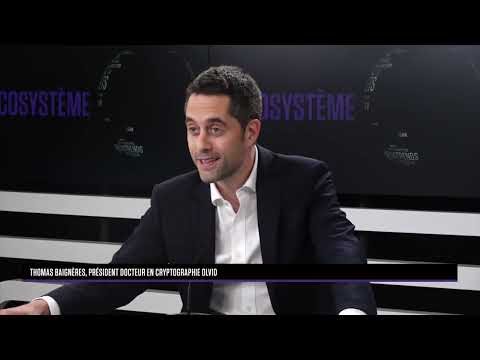 COSYSTÈME
COSYSTÈME
THOMAS BAIGNÈRES, PRÉSIDENT DOCTEUR EN CRYPTOGRAPHIE OLVID